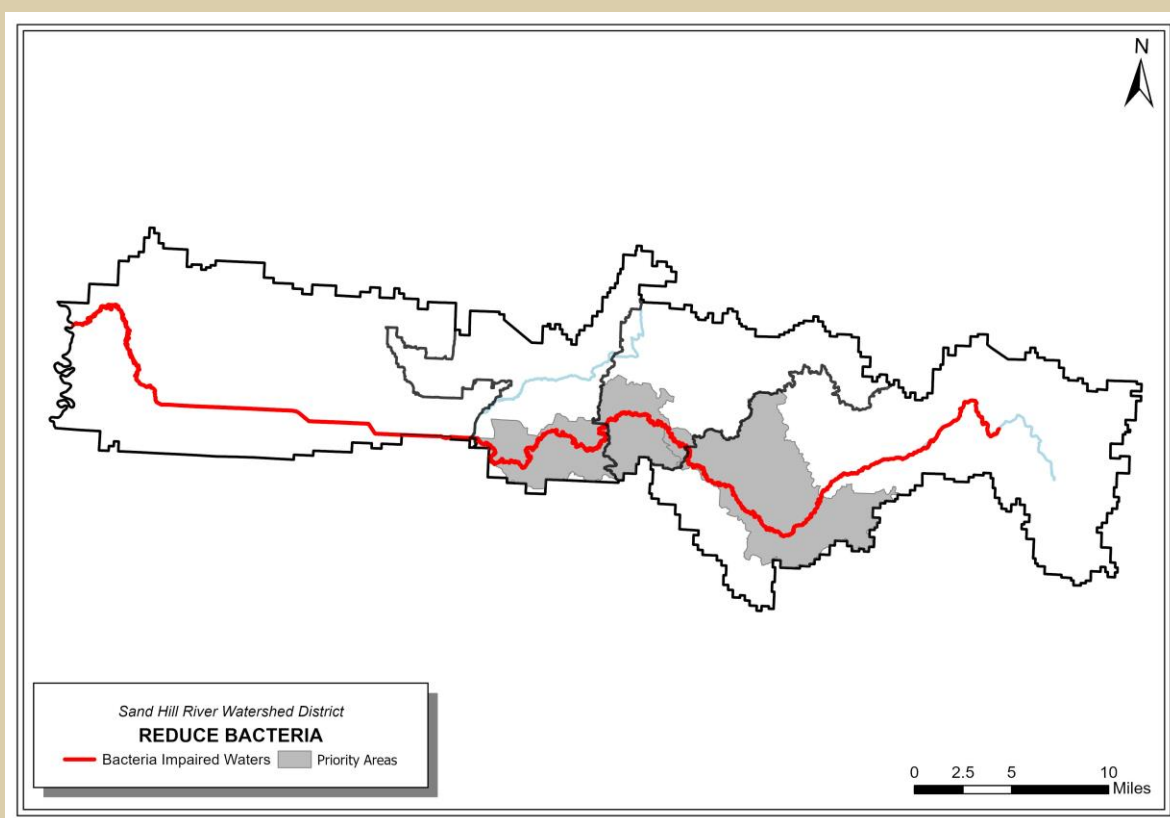 N
Sand Hill River Watershed District
REDUCE BACTERIA
Bacteria Impaired Waters Priority Areas
0 2.5 5 10
Miles